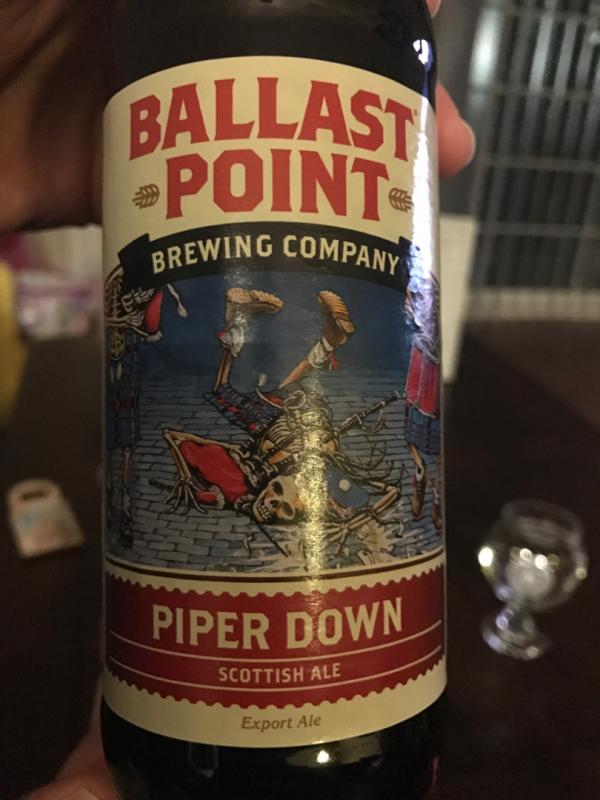 BALLAST
POINT
BREWING COMPANY
PIPER DOWN
SCOTTISH ALE
Export Ale